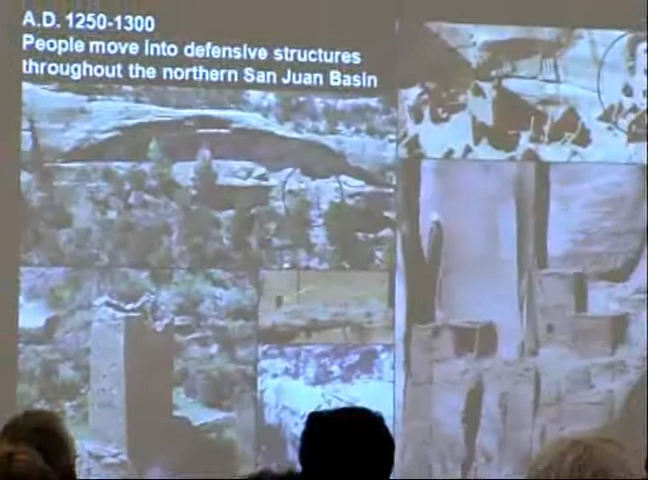 A.D. 1250-1300
People move into defensive structures
throughout the northern San Juan Basin